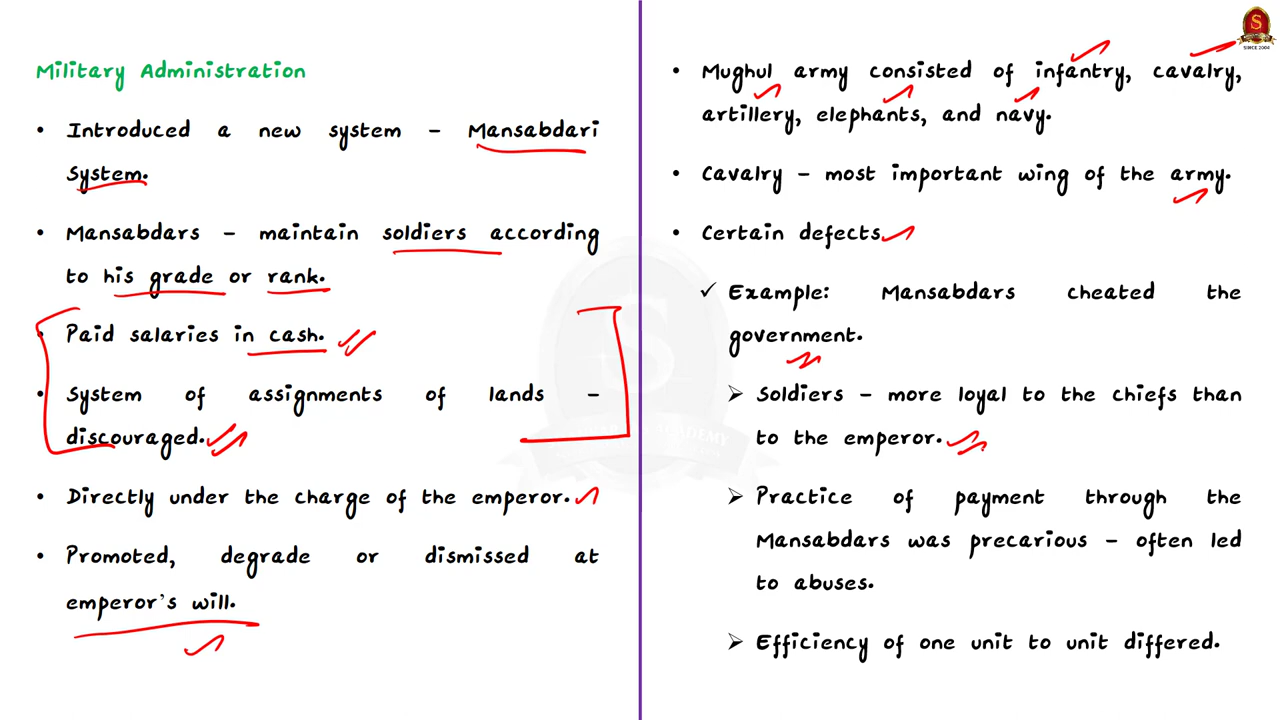 Military Administration
• Introduced a new system – Mansabdari
System.
• Mansabdars – maintain soldiers according
to his grade or rank.
• Paid salaries in cash.
• System of assignments of lands –
discouraged.
• Directly under the charge of the emperor.
• Promoted, degrade or dismissed at
emperor's will.
S
SINCE 2004
• Mughul army consisted of infantry, cavalry,
artillery, elephants, and navy.
• Cavalry – most important wing of the army.
• Certain defects
✓ Example: Mansabdars cheated the
government.
➢ Soldiers – more loyal to the chiefs than
to the emperor.
➢ Practice of payment through the
Mansabdars was precarious – often led
to abuses.
➢ Efficiency of one unit to unit differed.